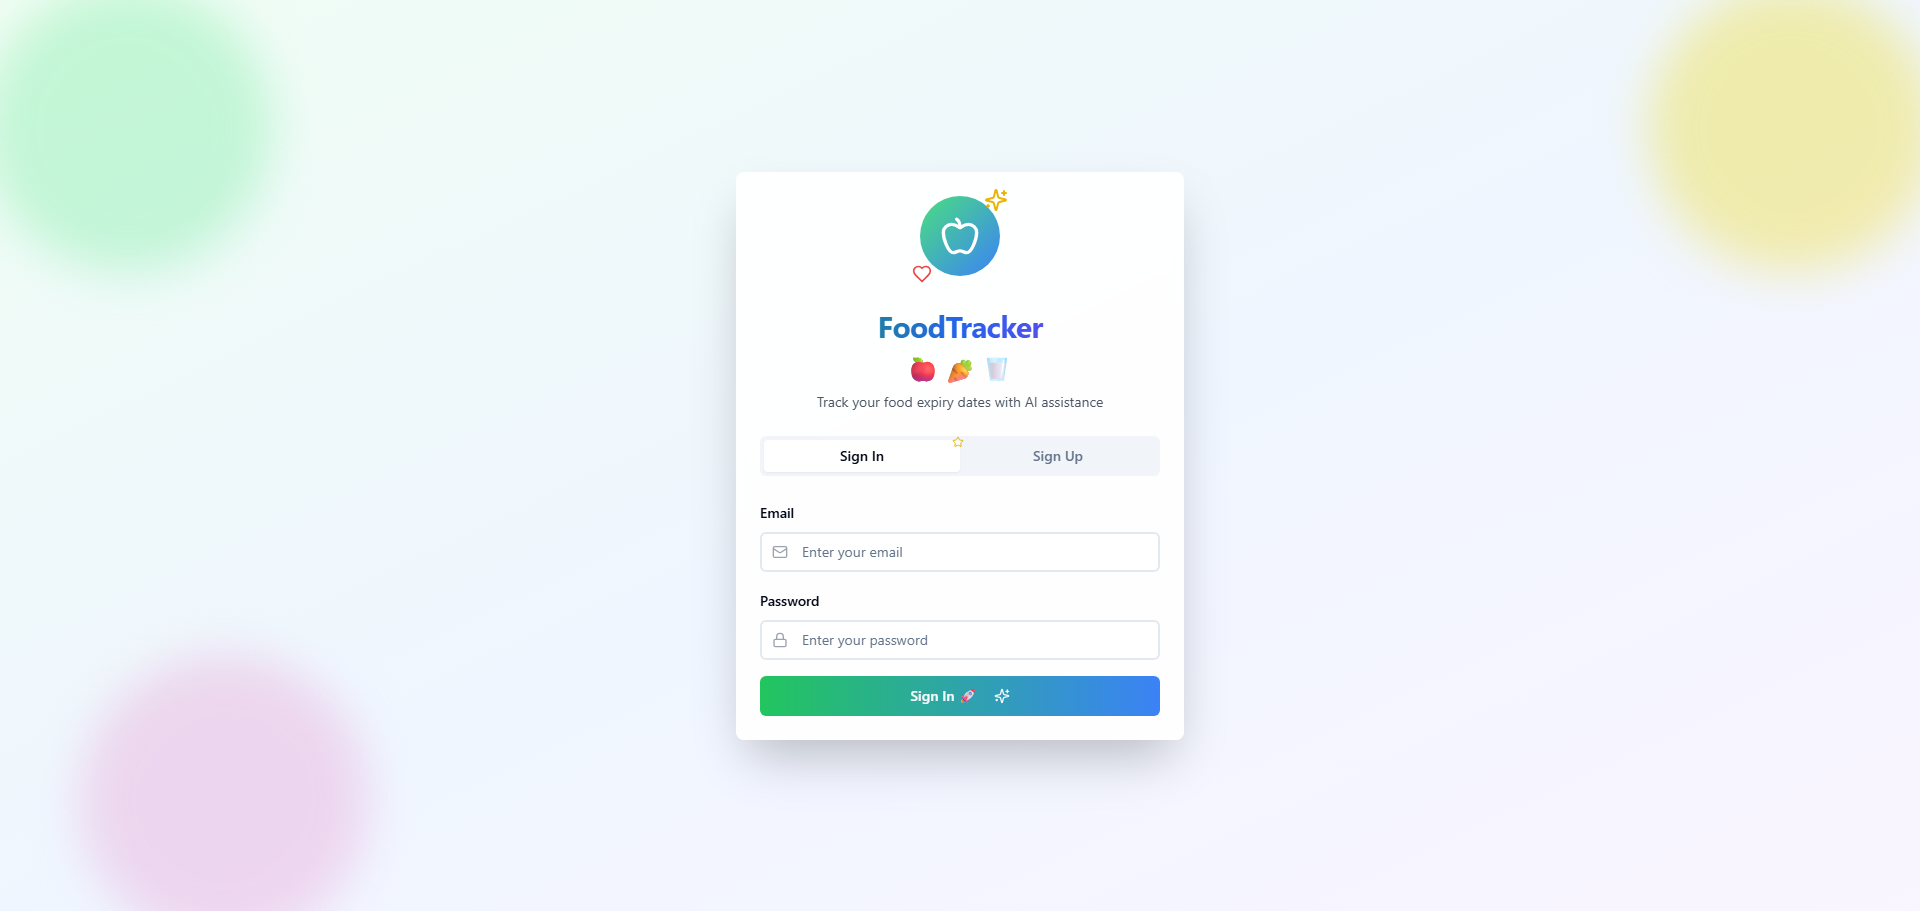 FoodTracker
🍎 🥕 🥛
Track your food expiry dates with AI assistance
Sign In
Sign Up
Email
Enter your email
Password
Enter your password
Sign In 🚀